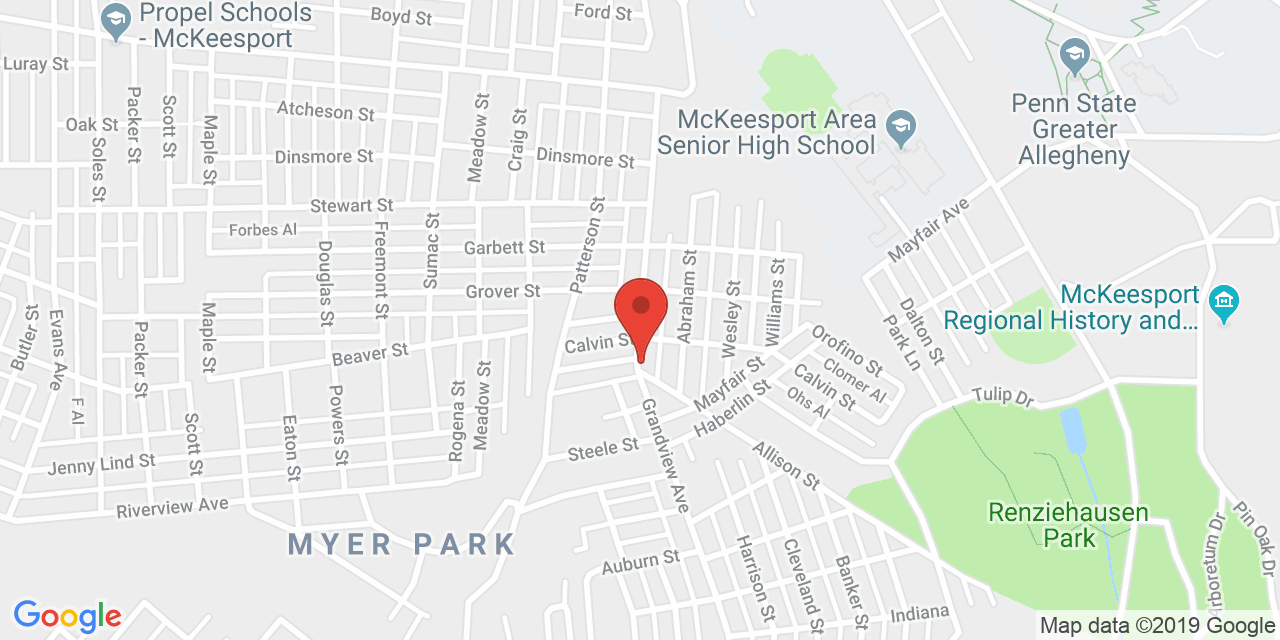 Propel Schools
- McKeesport
Boyd St
Ford St
Luray St
Packer St
Scott St
Maple St
Atcheson St
Meadow St
Craig St
Oak St
Soles St
Dinsmore St
Dinsmore St
McKeesport Area
Senior High School
Penn State
Greater
Allegheny
Stewart St
Forbes Al
Douglas St
Freemont St
Sumac St
Garbett St
Patterson St
Grover St
Mayfair Ave
Abraham St
Wesley St
Williams St
McKeesport
Regional History and...
Dalton St
Park Ln
Butler St
Evans Ave
Packer St
Maple St
Beaver St
Calvin St
Orofino St
Clomer Al
Calvin St
Ohs Al
Mayfair St
Haberlin St
Tulip Dr
F Al
Scott St
Eaton St
Powers St
Rogena St
Meadow St
Grandview Ave
Steele St
Allison St
Jenny Lind St
Riverview Ave
MYER PARK
Renziehausen
Park
Pin Oak Dr
Arboretum Dr
Auburn St
Harrison St
Cleveland St
Banker St
Indiana
Google
Map data ©2019 Google